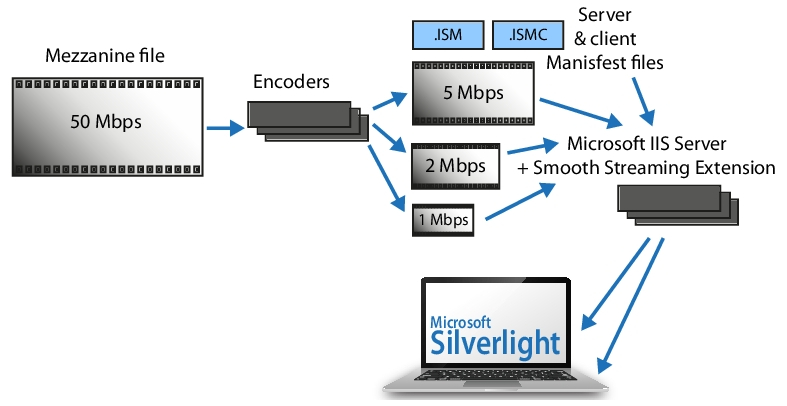 Mezzanine file
50 Mbps
Encoders
.ISM
.ISMC
Server
& client
Manisfest files
5 Mbps
2 Mbps
1 Mbps
Microsoft IIS Server
+ Smooth Streaming Extension
Microsoft
Silverlight